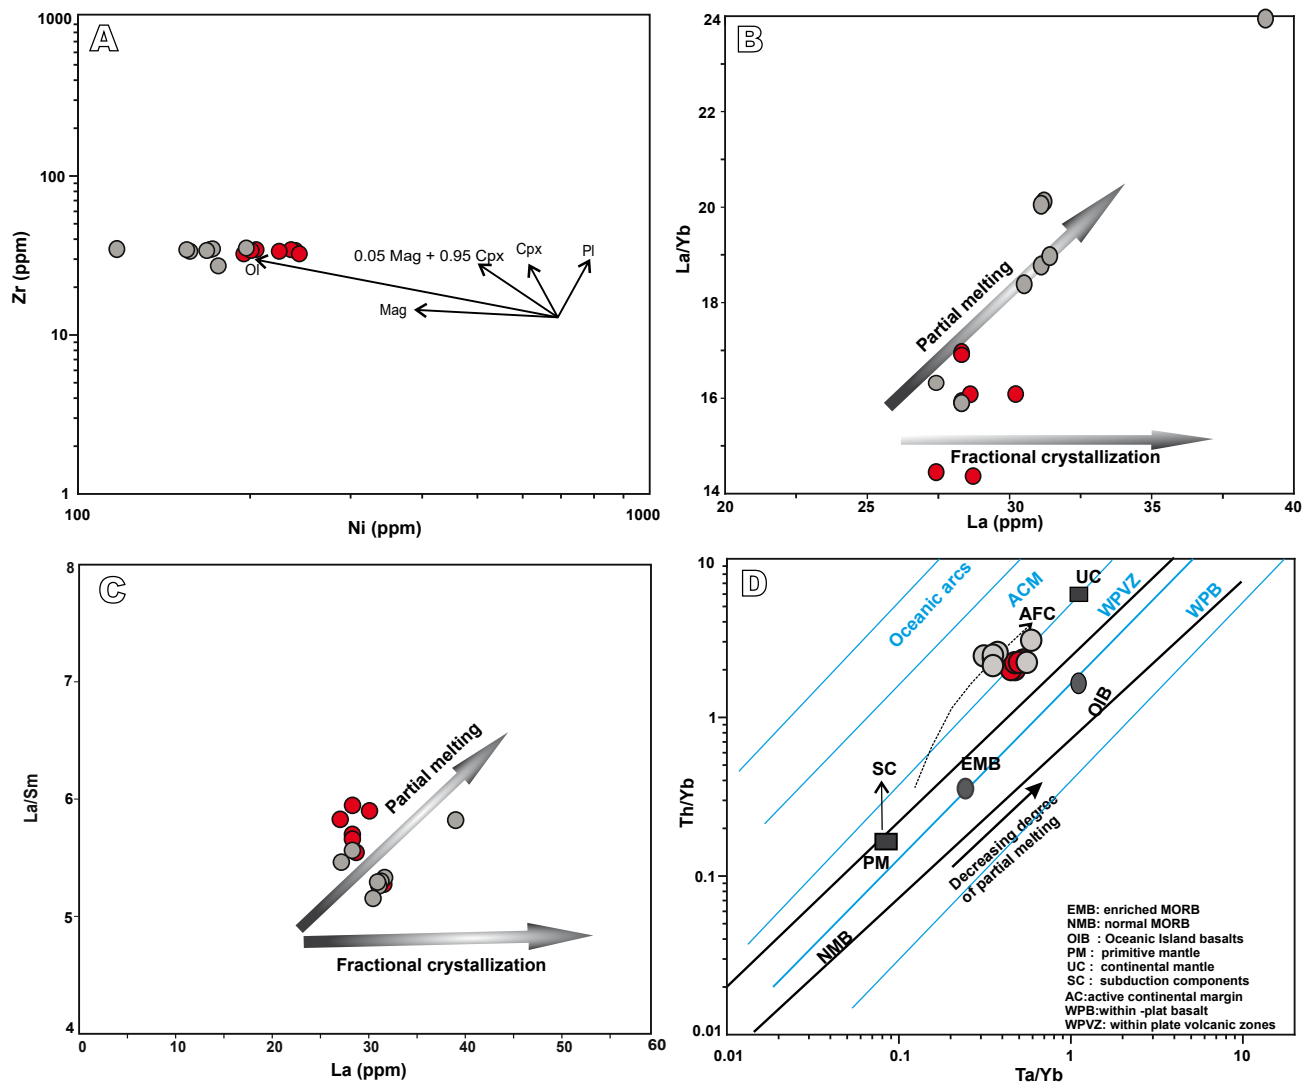 A
1000
100
10
1
Zr (ppm)
0.05 Mag + 0.95 Cpx
Cpx
Pl
Ol
Mag
100
1000
Ni (ppm)
B
24
22
20
18
16
14
La/Yb
Partial melting
Fractional crystallization
20
25
30
35
40
La (ppm)
C
8
7
6
5
4
La/Sm
Partial melting
Fractional crystallization
0
10
20
30
40
50
60
La (ppm)
D
10
1
0.1
0.01
Th/Yb
Oceanic arcs
ACM
UC
WPVZ
WPB
AFC
OIB
SC
EMB
PM
NMB
Decreasing degree
of partial melting
EMB: enriched MORB
NMB: normal MORB
OIB : Oceanic Island basalts
PM : primitive mantle
UC : continental mantle
SC : subduction components
AC:active continental margin
WPB:within -plat basalt
WPVZ: within plate volcanic zones
0.01
0.1
1
10
Ta/Yb